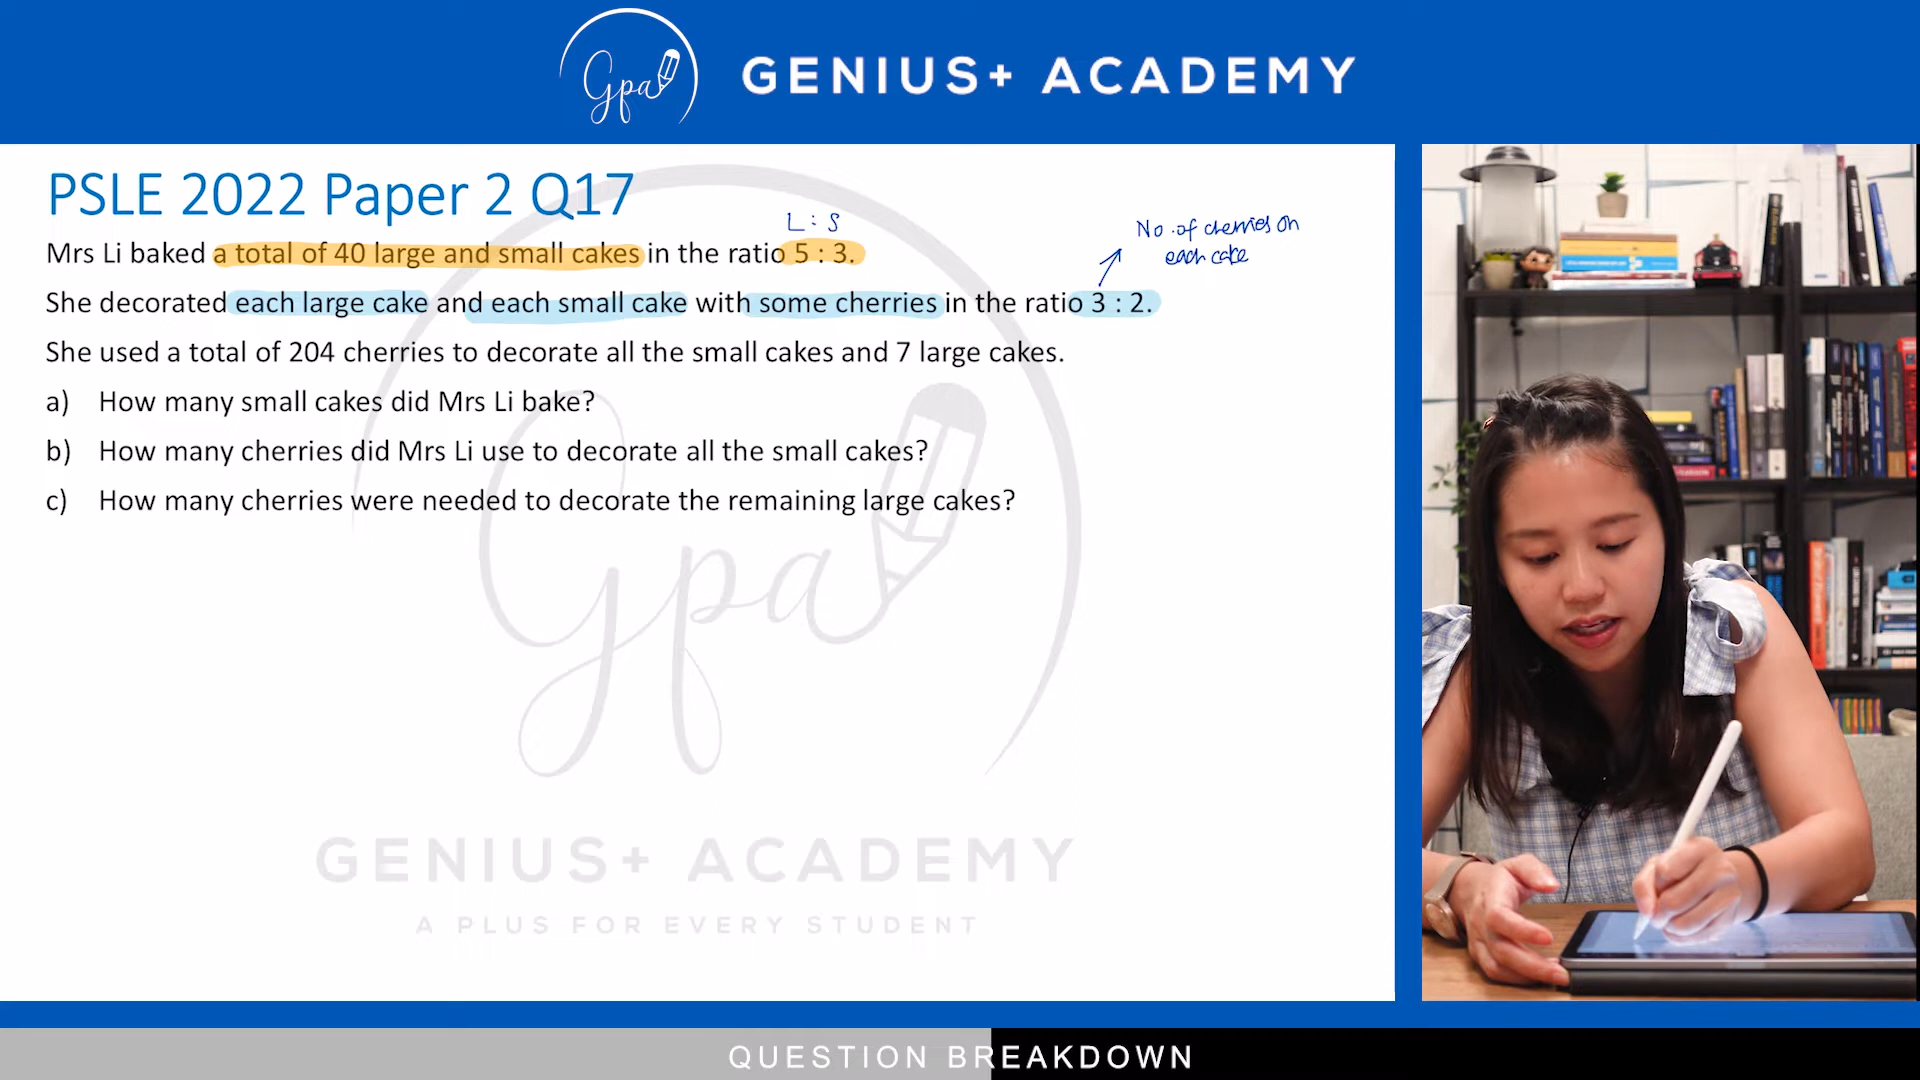 gpa
GENIUS+ ACADEMY
PSLE 2022 Paper 2 Q17
L : S
No. of cherries on
each cake
Mrs Li baked a total of 40 large and small cakes in the ratio 5 : 3.
She decorated each large cake and each small cake with some cherries in the ratio 3 : 2.
She used a total of 204 cherries to decorate all the small cakes and 7 large cakes.
a) How many small cakes did Mrs Li bake?
b) How many cherries did Mrs Li use to decorate all the small cakes?
c) How many cherries were needed to decorate the remaining large cakes?
gpa
GENIUS+ ACADEMY
A PLUS FOR EVERY STUDENT
QUESTION BREAKDOWN